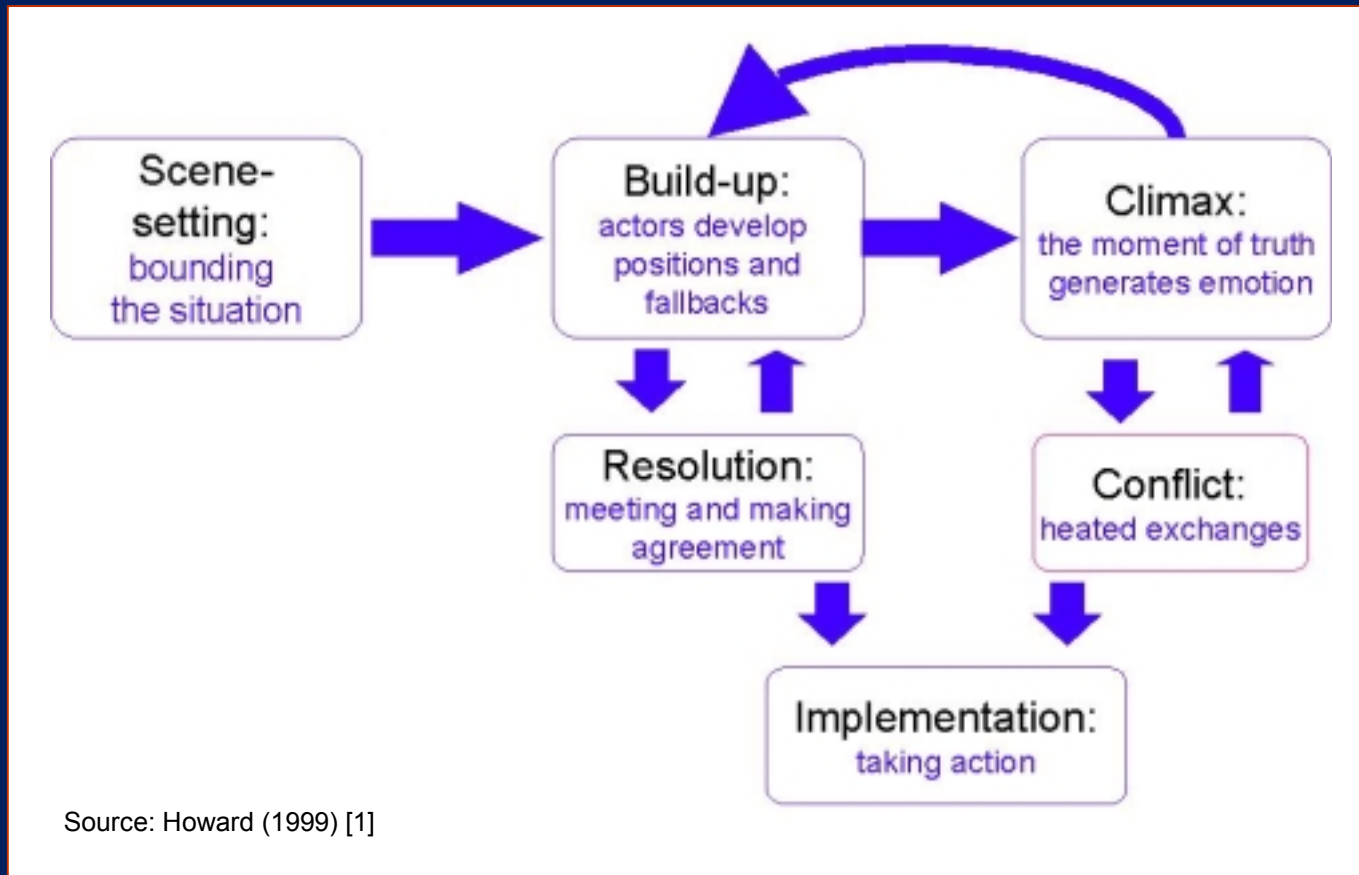 Scene-
setting:
bounding
the situation
Build-up:
actors develop
positions and
fallbacks
Climax:
the moment of truth
generates emotion
Resolution:
meeting and making
agreement
Conflict:
heated exchanges
Implementation:
taking action
Source: Howard (1999) [1]